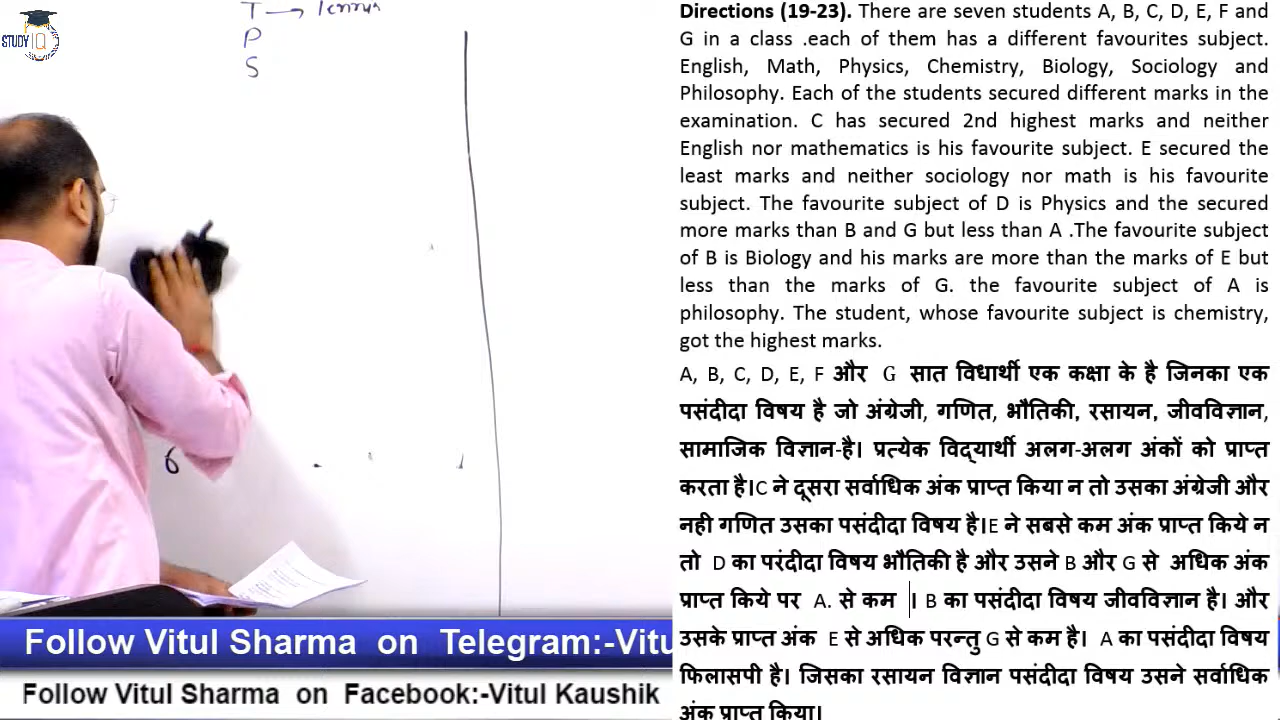 T → Tennis
P
S
STUDY IQ
6
Directions (19-23). There are seven students A, B, C, D, E, F and
G in a class .each of them has a different favourites subject.
English, Math, Physics, Chemistry, Biology, Sociology and
Philosophy. Each of the students secured different marks in the
examination. C has secured 2nd highest marks and neither
English nor mathematics is his favourite subject. E secured the
least marks and neither sociology nor math is his favourite
subject. The favourite subject of D is Physics and the secured
more marks than B and G but less than A .The favourite subject
of B is Biology and his marks are more than the marks of E but
less than the marks of G. the favourite subject of A is
philosophy. The student, whose favourite subject is chemistry,
got the highest marks.
A, B, C, D, E, F और G सात विधार्थी एक कक्षा के है जिनका एक
पसंदीदा विषय है जो अंग्रेजी, गणित, भौतिकी, रसायन, जीवविज्ञान,
सामाजिक विज्ञान-है। प्रत्येक विद्यार्थी अलग-अलग अंकों को प्राप्त
करता है।C ने दूसरा सर्वाधिक अंक प्राप्त किया न तो उसका अंग्रेजी और
नही गणित उसका पसंदीदा विषय है।E ने सबसे कम अंक प्राप्त किये न
तो D का परंदीदा विषय भौतिकी है और उसने B और G से अधिक अंक
प्राप्त किये पर A. से कम । B का पसंदीदा विषय जीवविज्ञान है। और
उसके प्राप्त अंक E से अधिक परन्तु G से कम है। A का पसंदीदा विषय
फिलासपी है। जिसका रसायन विज्ञान पसंदीदा विषय उसने सर्वाधिक
अंक प्राप्त किया।
Follow Vitul Sharma on Telegram:-Vitu
Follow Vitul Sharma on Facebook:-Vitul Kaushik